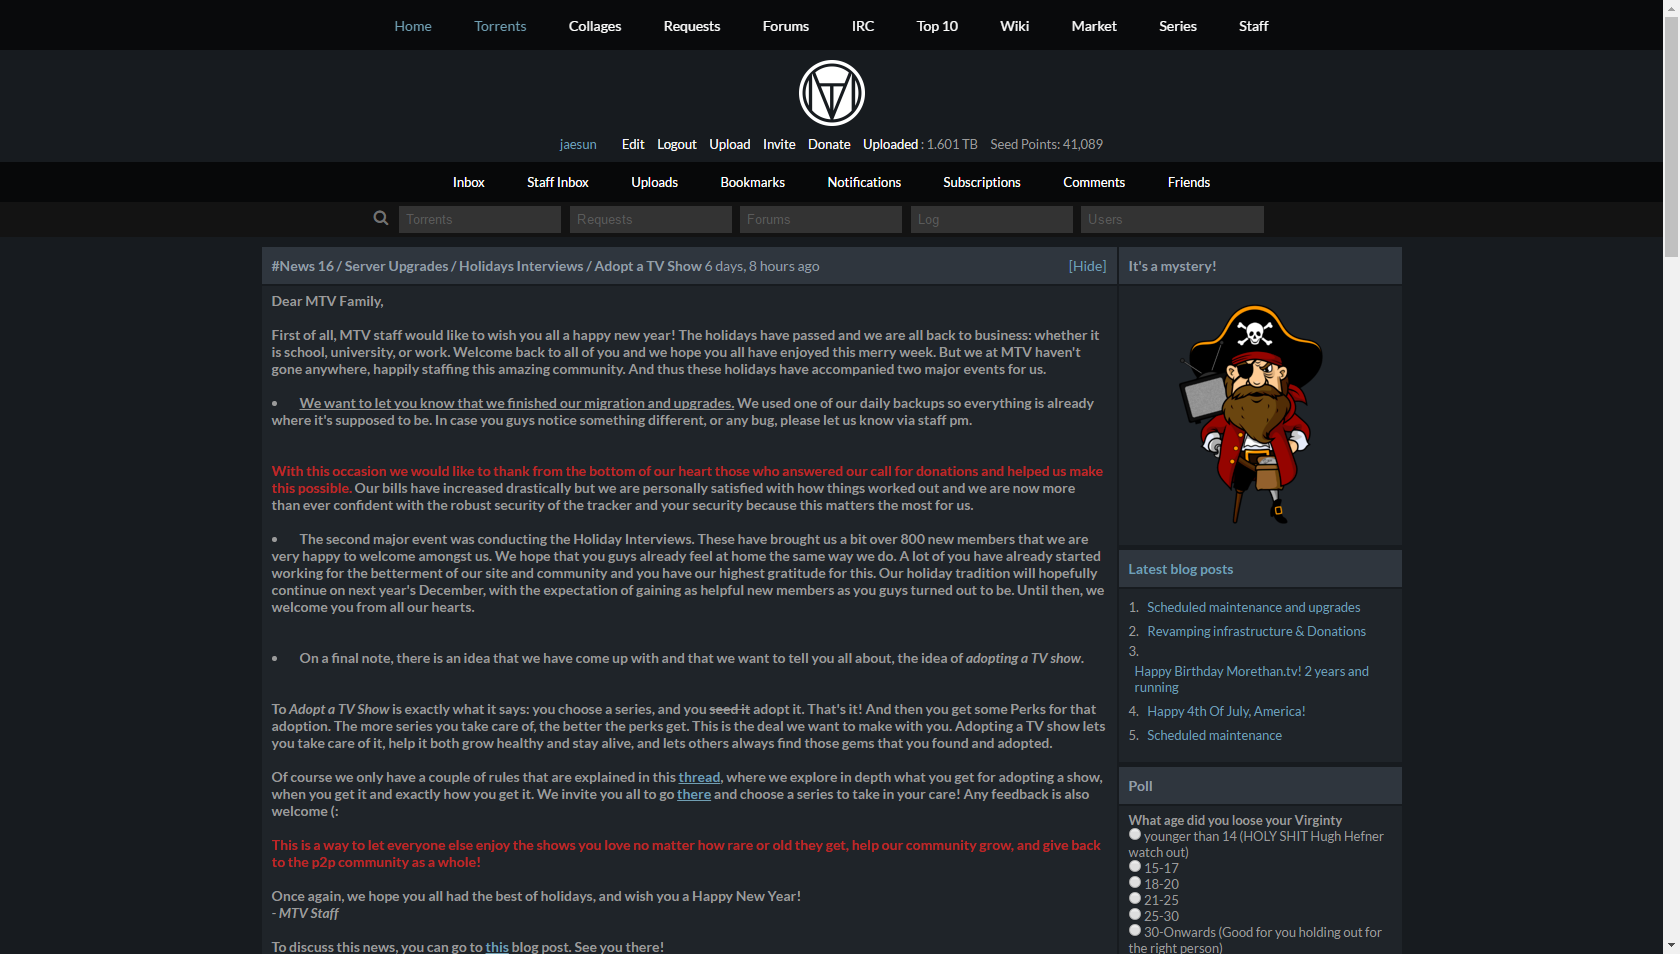 Home Torrents Collages Requests Forums IRC Top 10 Wiki Market Series Staff
jaesun Edit Logout Upload Invite Donate Uploaded : 1.601 TB Seed Points: 41,089
Inbox Staff Inbox Uploads Bookmarks Notifications Subscriptions Comments Friends
Torrents Requests Forums Log Users
#News 16 / Server Upgrades / Holidays Interviews / Adopt a TV Show 6 days, 8 hours ago [Hide]
Dear MTV Family,
First of all, MTV staff would like to wish you all a happy new year! The holidays have passed and we are all back to business: whether it
is school, university, or work. Welcome back to all of you and we hope you all have enjoyed this merry week. But we at MTV haven't
gone anywhere, happily staffing this amazing community. And thus these holidays have accompanied two major events for us.
• We want to let you know that we finished our migration and upgrades. We used one of our daily backups so everything is already
where it's supposed to be. In case you guys notice something different, or any bug, please let us know via staff pm.
With this occasion we would like to thank from the bottom of our heart those who answered our call for donations and helped us make
this possible. Our bills have increased drastically but we are personally satisfied with how things worked out and we are now more
than ever confident with the robust security of the tracker and your security because this matters the most for us.
• The second major event was conducting the Holiday Interviews. These have brought us a bit over 800 new members that we are
very happy to welcome amongst us. We hope that you guys already feel at home the same way we do. A lot of you have already started
working for the betterment of our site and community and you have our highest gratitude for this. Our holiday tradition will hopefully
continue on next year's December, with the expectation of gaining as helpful new members as you guys turned out to be. Until then, we
welcome you from all our hearts.
• On a final note, there is an idea that we have come up with and that we want to tell you all about, the idea of adopting a TV show.
To Adopt a TV Show is exactly what it says: you choose a series, and you seed it adopt it. That's it! And then you get some Perks for that
adoption. The more series you take care of, the better the perks get. This is the deal we want to make with you. Adopting a TV show lets
you take care of it, help it both grow healthy and stay alive, and lets others always find those gems that you found and adopted.
Of course we only have a couple of rules that are explained in this thread, where we explore in depth what you get for adopting a show,
when you get it and exactly how you get it. We invite you all to go there and choose a series to take in your care! Any feedback is also
welcome (:
This is a way to let everyone else enjoy the shows you love no matter how rare or old they get, help our community grow, and give back
to the p2p community as a whole!
Once again, we hope you all had the best of holidays, and wish you a Happy New Year!
- MTV Staff
To discuss this news, you can go to this blog post. See you there!
It's a mystery!
Latest blog posts
1. Scheduled maintenance and upgrades
2. Revamping infrastructure & Donations
3.
Happy Birthday Morethan.tv! 2 years and
running
4. Happy 4th Of July, America!
5. Scheduled maintenance
Poll
What age did you loose your Virginty
younger than 14 (HOLY SHIT Hugh Hefner
watch out)
15-17
18-20
21-25
25-30
30-Onwards (Good for you holding out for
the right person)